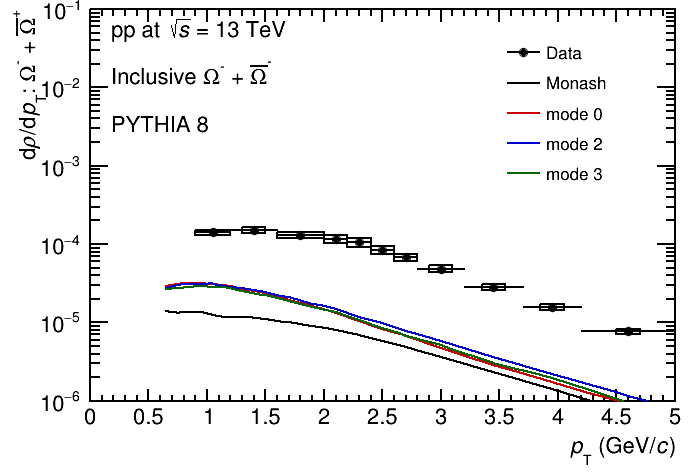 pp at √s = 13 TeV
Inclusive Ω⁻ + Ω̅⁻
PYTHIA 8
Data
Monash
mode 0
mode 2
mode 3
dρ/dp_T: Ω⁻ + Ω̅⁺
10⁻¹
10⁻²
10⁻³
10⁻⁴
10⁻⁵
10⁻⁶
0 0.5 1 1.5 2 2.5 3 3.5 4 4.5 5
p_T (GeV/c)